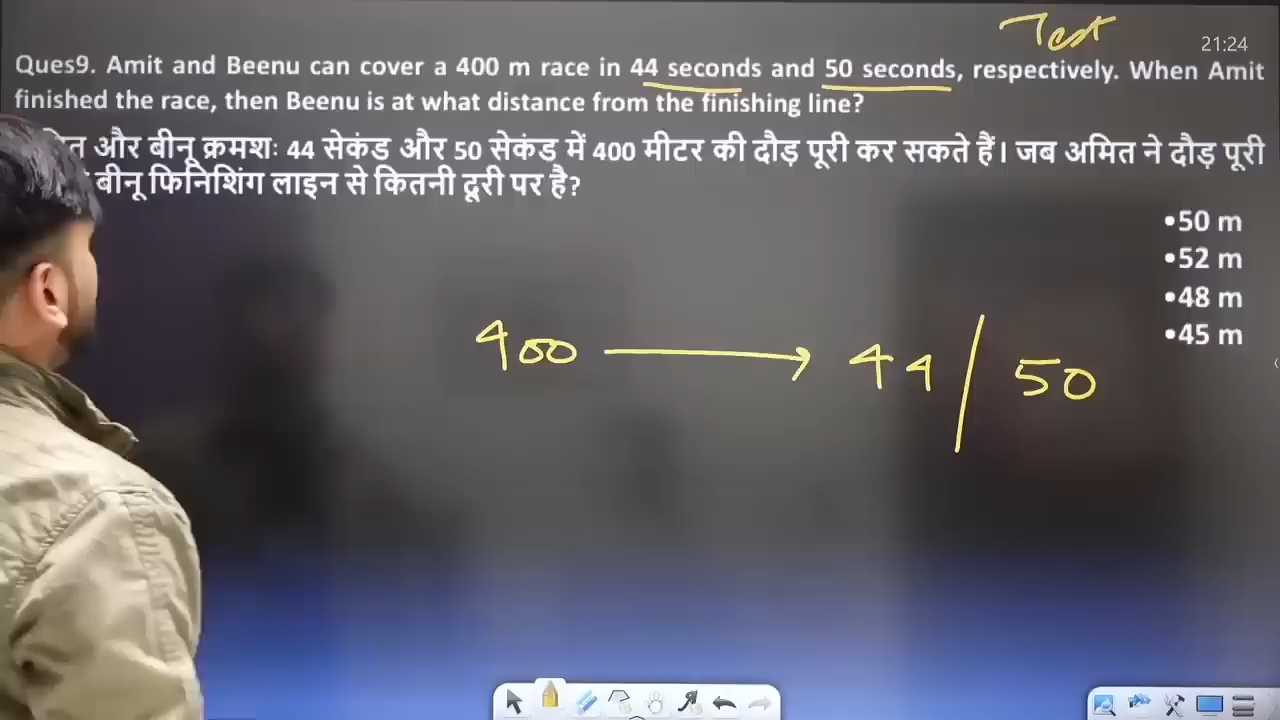 Test
21:24
Ques9. Amit and Beenu can cover a 400 m race in 44 seconds and 50 seconds, respectively. When Amit
finished the race, then Beenu is at what distance from the finishing line?
और बीनू क्रमशः 44 सेकंड और 50 सेकंड में 400 मीटर की दौड़ पूरी कर सकते हैं। जब अमित ने दौड़ पूरी
बीनू फिनिशिंग लाइन से कितनी दूरी पर है?
•50 m
•52 m
•48 m
•45 m
400 → 44 / 50